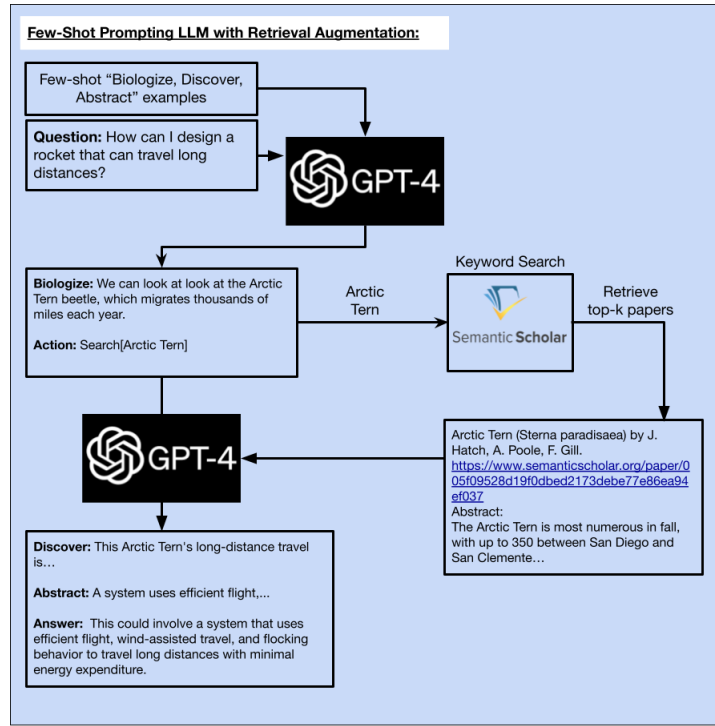 Few-Shot Prompting LLM with Retrieval Augmentation:
Few-shot “Biologize, Discover,
Abstract” examples
Question: How can I design a
rocket that can travel long
distances?
GPT-4
Biologize: We can look at look at the Arctic
Tern beetle, which migrates thousands of
miles each year.
Action: Search[Arctic Tern]
Arctic
Tern
Keyword Search
Semantic Scholar
Retrieve
top-k papers
Arctic Tern (Sterna paradisaea) by J.
Hatch, A. Poole, F. Gill.
https://www.semanticscholar.org/paper/0
05f09528d19f0dbed2173debe77e86ea94
ef037
Abstract:
The Arctic Tern is most numerous in fall,
with up to 350 between San Diego and
San Clemente…
GPT-4
Discover: This Arctic Tern's long-distance travel
is…
Abstract: A system uses efficient flight,...
Answer: This could involve a system that uses
efficient flight, wind-assisted travel, and flocking
behavior to travel long distances with minimal
energy expenditure.